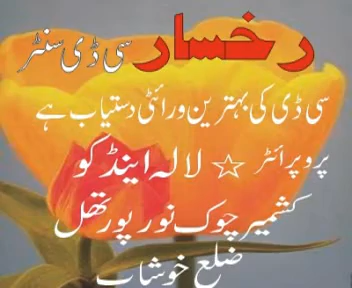 رخسار سی ڈی سنٹر
سی ڈی کی بہترین ورائٹی دستیاب ہے
پروپرائٹر ☆ لالہ اینڈ کو
کشمیر چوک نور پور تھل
ضلع خوشاب